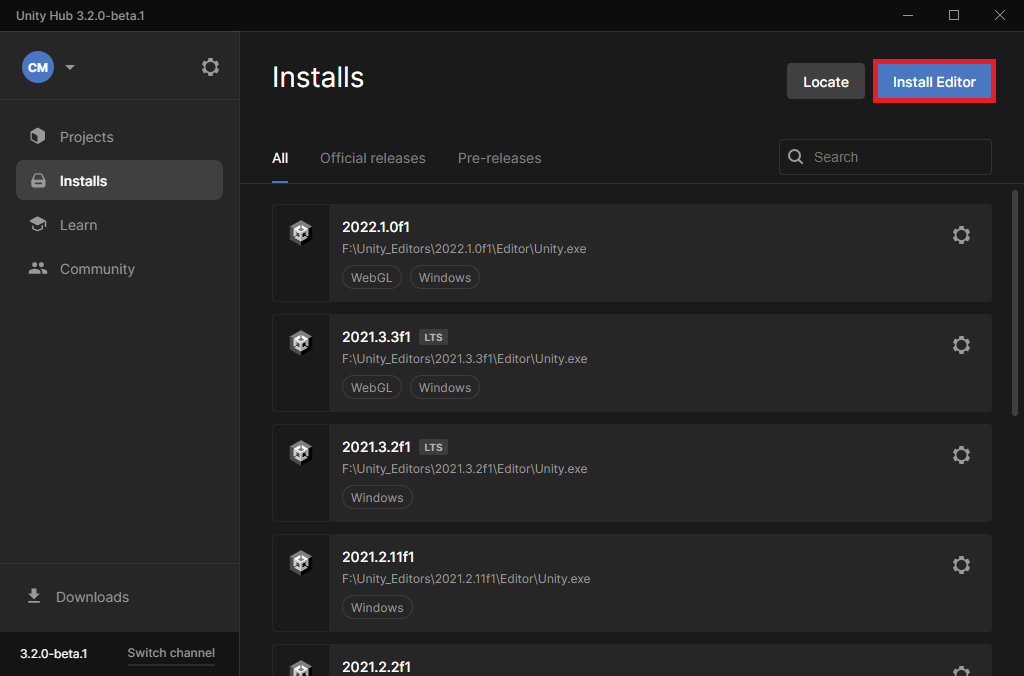 Unity Hub 3.2.0-beta.1
CM
Projects
Installs
Learn
Community
Downloads
3.2.0-beta.1 Switch channel
Installs
Locate Install Editor
All Official releases Pre-releases
Search
2022.1.0f1
F:\Unity_Editors\2022.1.0f1\Editor\Unity.exe
WebGL Windows
2021.3.3f1 LTS
F:\Unity_Editors\2021.3.3f1\Editor\Unity.exe
WebGL Windows
2021.3.2f1 LTS
F:\Unity_Editors\2021.3.2f1\Editor\Unity.exe
Windows
2021.2.11f1
F:\Unity_Editors\2021.2.11f1\Editor\Unity.exe
Windows
2021.2.2f1